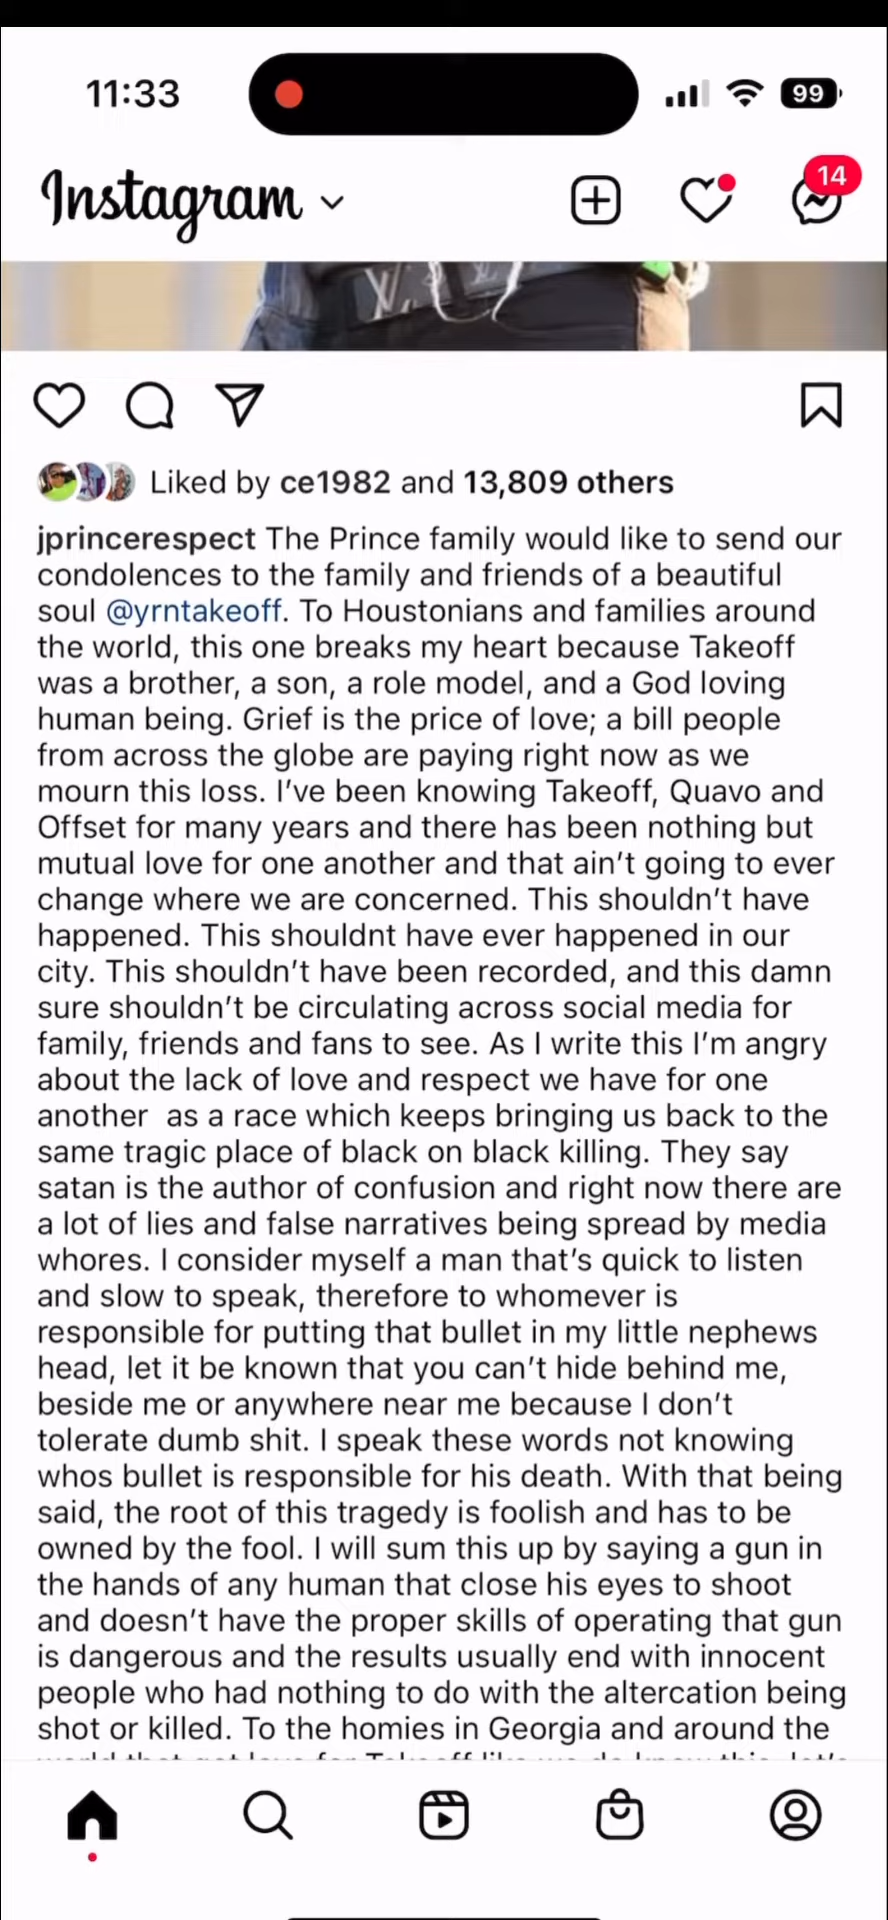 11:33
99
Instagram
14
Liked by ce1982 and 13,809 others
jprincerespect The Prince family would like to send our
condolences to the family and friends of a beautiful
soul @yrntakeoff. To Houstonians and families around
the world, this one breaks my heart because Takeoff
was a brother, a son, a role model, and a God loving
human being. Grief is the price of love; a bill people
from across the globe are paying right now as we
mourn this loss. I've been knowing Takeoff, Quavo and
Offset for many years and there has been nothing but
mutual love for one another and that ain't going to ever
change where we are concerned. This shouldn't have
happened. This shouldnt have ever happened in our
city. This shouldn't have been recorded, and this damn
sure shouldn't be circulating across social media for
family, friends and fans to see. As I write this I'm angry
about the lack of love and respect we have for one
another  as a race which keeps bringing us back to the
same tragic place of black on black killing. They say
satan is the author of confusion and right now there are
a lot of lies and false narratives being spread by media
whores. I consider myself a man that's quick to listen
and slow to speak, therefore to whomever is
responsible for putting that bullet in my little nephews
head, let it be known that you can't hide behind me,
beside me or anywhere near me because I don't
tolerate dumb shit. I speak these words not knowing
whos bullet is responsible for his death. With that being
said, the root of this tragedy is foolish and has to be
owned by the fool. I will sum this up by saying a gun in
the hands of any human that close his eyes to shoot
and doesn't have the proper skills of operating that gun
is dangerous and the results usually end with innocent
people who had nothing to do with the altercation being
shot or killed. To the homies in Georgia and around the